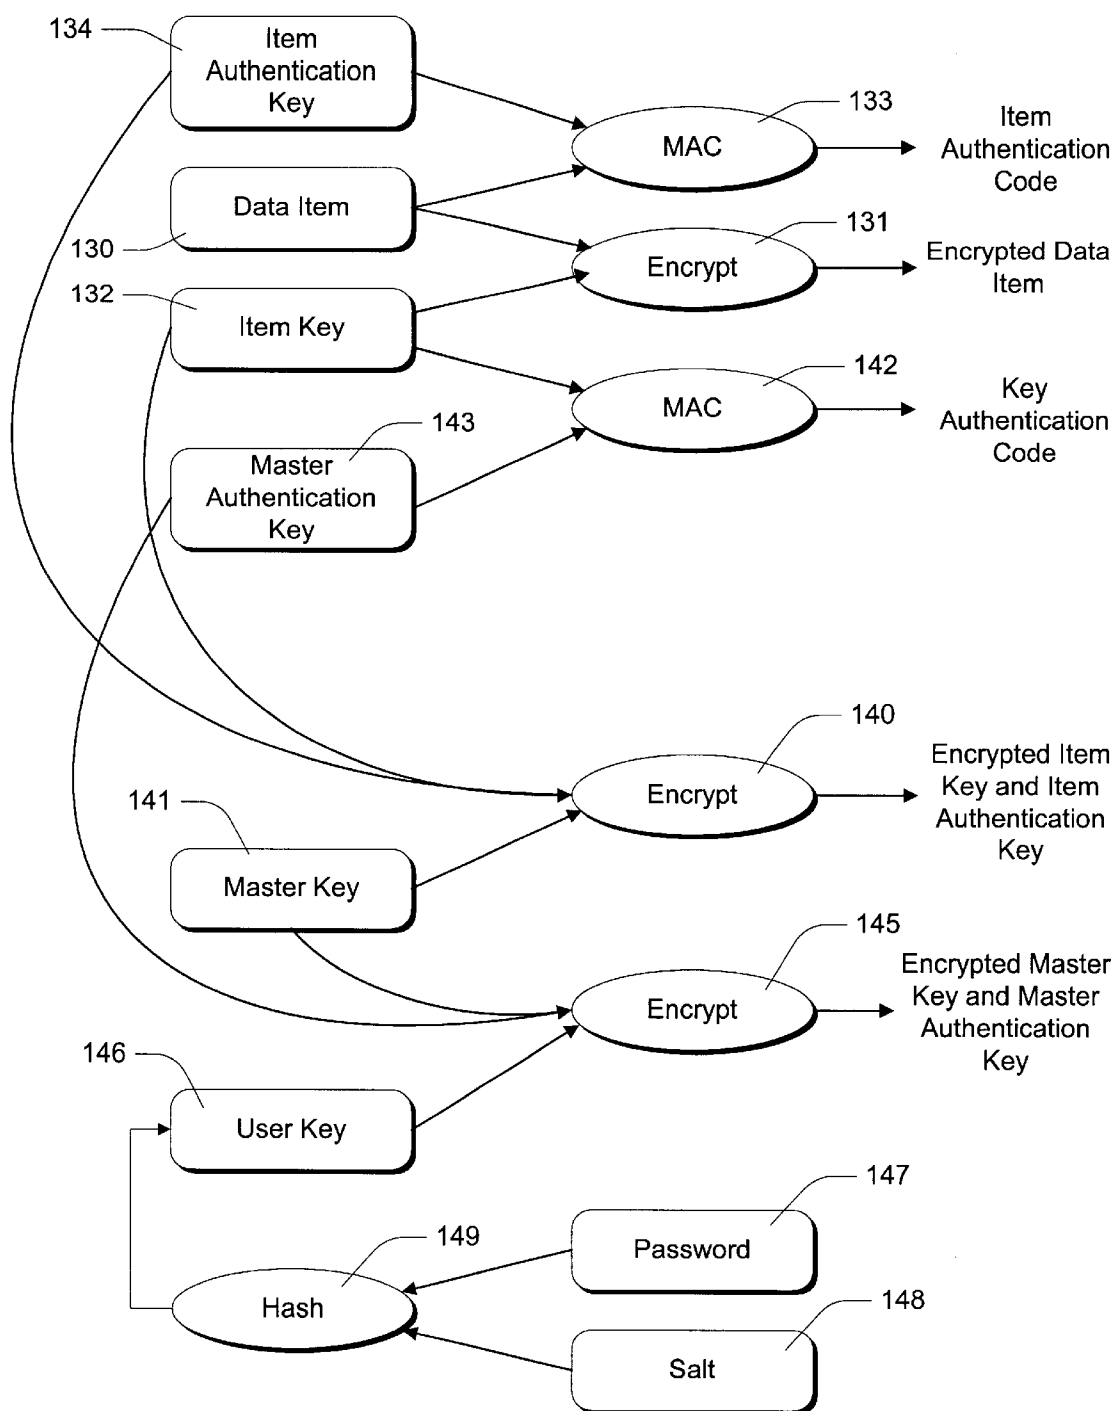 134
Item
Authentication
Key
133
MAC
Item
Authentication
Code
Data Item
130
131
Encrypt
Encrypted Data
Item
132
Item Key
142
MAC
Key
Authentication
Code
143
Master
Authentication
Key
140
Encrypt
Encrypted Item
Key and Item
Authentication
Key
141
Master Key
145
Encrypt
Encrypted Master
Key and Master
Authentication
Key
146
User Key
147
Password
149
Hash
148
Salt